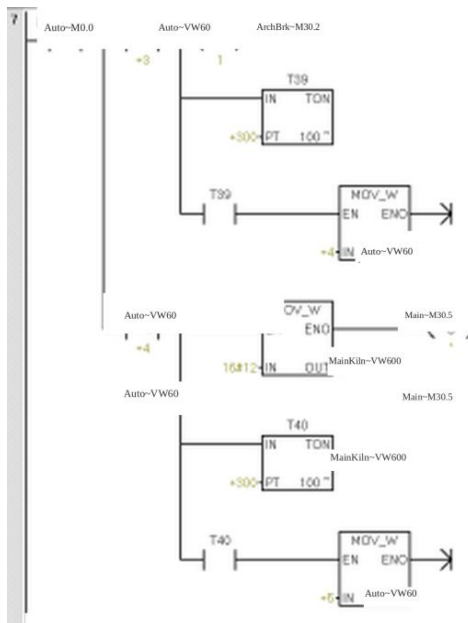 7
Auto~M0.0 Auto~VW60 ArchBrk~M30.2
+3 1
T39
IN TON
+300 PT 100~
T39 MOV_W
EN ENO
+4 IN Auto~VW60
Auto~VW60 OV_W Main~M30.5
ENO
+4
MainKiln~VW600
16#12 IN OUT
Auto~VW60 Main~M30.5
T40
IN TON
MainKiln~VW600
+300 PT 100~
T40 MOV_W
EN ENO
+5 IN Auto~VW60